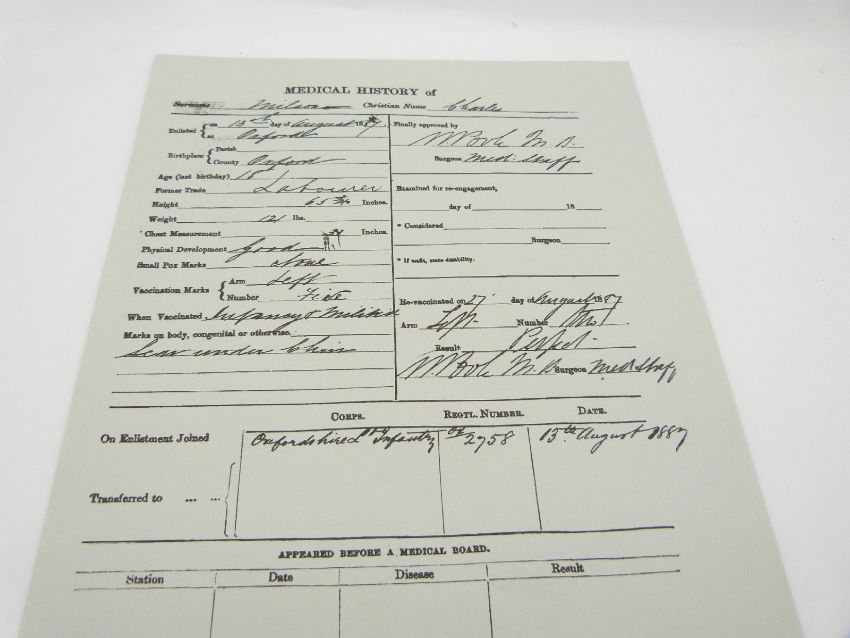 MEDICAL HISTORY of
Surname Milsom Christian Name Charles
Enlisted { on 13th day of August 1887
at Oxford
Birthplace { Parish
County Oxford
Age (last birthday) 18
Former Trade Labourer
Height 65 3/4 Inches.
Weight 121 lbs.
* Chest Measurement Inches.
Physical Development Good
Small Pox Marks None
Vaccination Marks { Arm Left
Number Five
When Vaccinated Infancy & Militia
Marks on body, congenital or otherwise.
Scar under Chin
Finally approved by
M. B.
Surgeon Medl. Staff
Examined for re-engagement,
day of 18
* Considered
Surgeon
* If unfit, state disability.
Re-vaccinated on 27 day of August 1887
Arm Left Number
Result Perfect
M. B Surgeon Medl Staff
CORPS. REGTL. NUMBER. DATE.
On Enlistment Joined Oxfordshire Infantry 2758 13th August 1887
Transferred to ... ...
APPEARED BEFORE A MEDICAL BOARD.
Station Date Disease Result